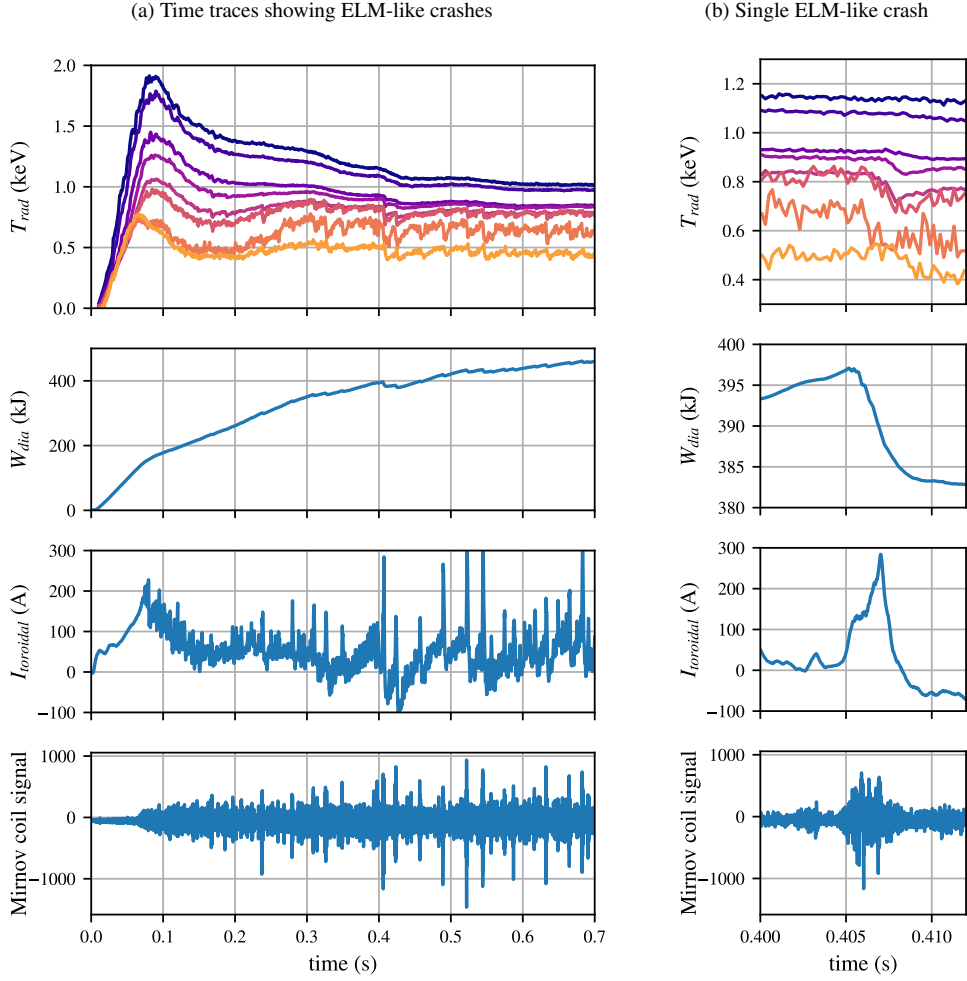 (a) Time traces showing ELM-like crashes
(b) Single ELM-like crash
T_rad (keV)
2.0
1.5
1.0
0.5
0.0
T_rad (keV)
1.2
1.0
0.8
0.6
0.4
W_dia (kJ)
400
200
0
W_dia (kJ)
400
395
390
385
380
I_toroidal (A)
300
200
100
0
−100
I_toroidal (A)
300
200
100
0
−100
Mirnov coil signal
1000
0
−1000
0.0 0.1 0.2 0.3 0.4 0.5 0.6 0.7
time (s)
Mirnov coil signal
1000
0
−1000
0.400 0.405 0.410
time (s)